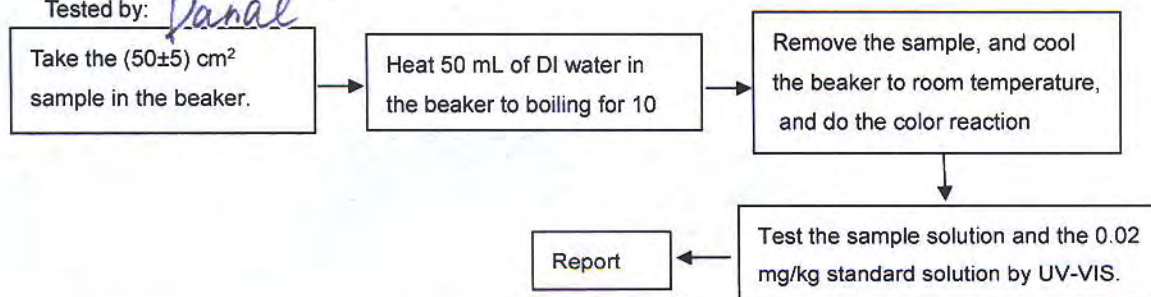 Tested by:
Take the (50±5) cm²
sample in the beaker.
Heat 50 mL of DI water in
the beaker to boiling for 10
Remove the sample, and cool
the beaker to room temperature,
and do the color reaction
Test the sample solution and the 0.02
mg/kg standard solution by UV-VIS.
Report